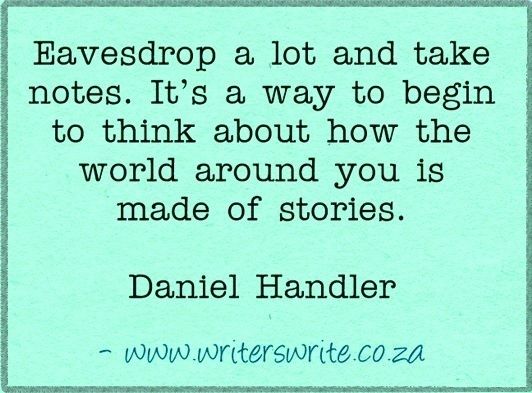 Eavesdrop a lot and take
notes. It's a way to begin
to think about how the
world around you is
made of stories.
Daniel Handler
- www.writerswrite.co.za